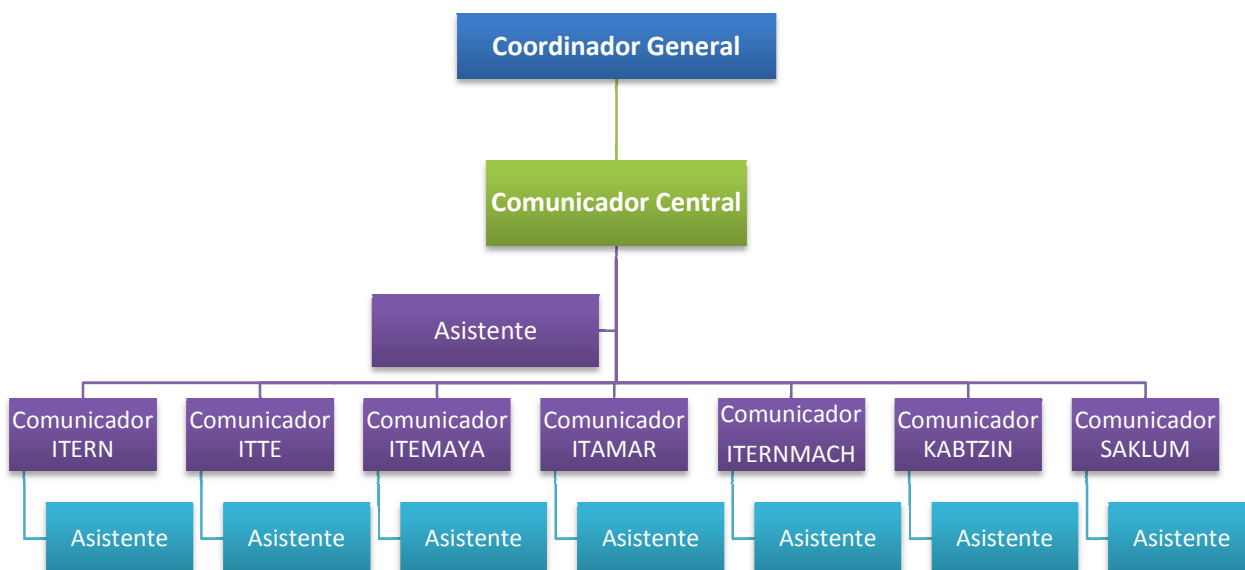 Coordinador General
Comunicador Central
Asistente
Comunicador
ITERN
Comunicador
ITTE
Comunicador
ITEMAYA
Comunicador
ITAMAR
Comunicador
ITERNMACH
Comunicador
KABTZIN
Comunicador
SAKLUM
Asistente
Asistente
Asistente
Asistente
Asistente
Asistente
Asistente